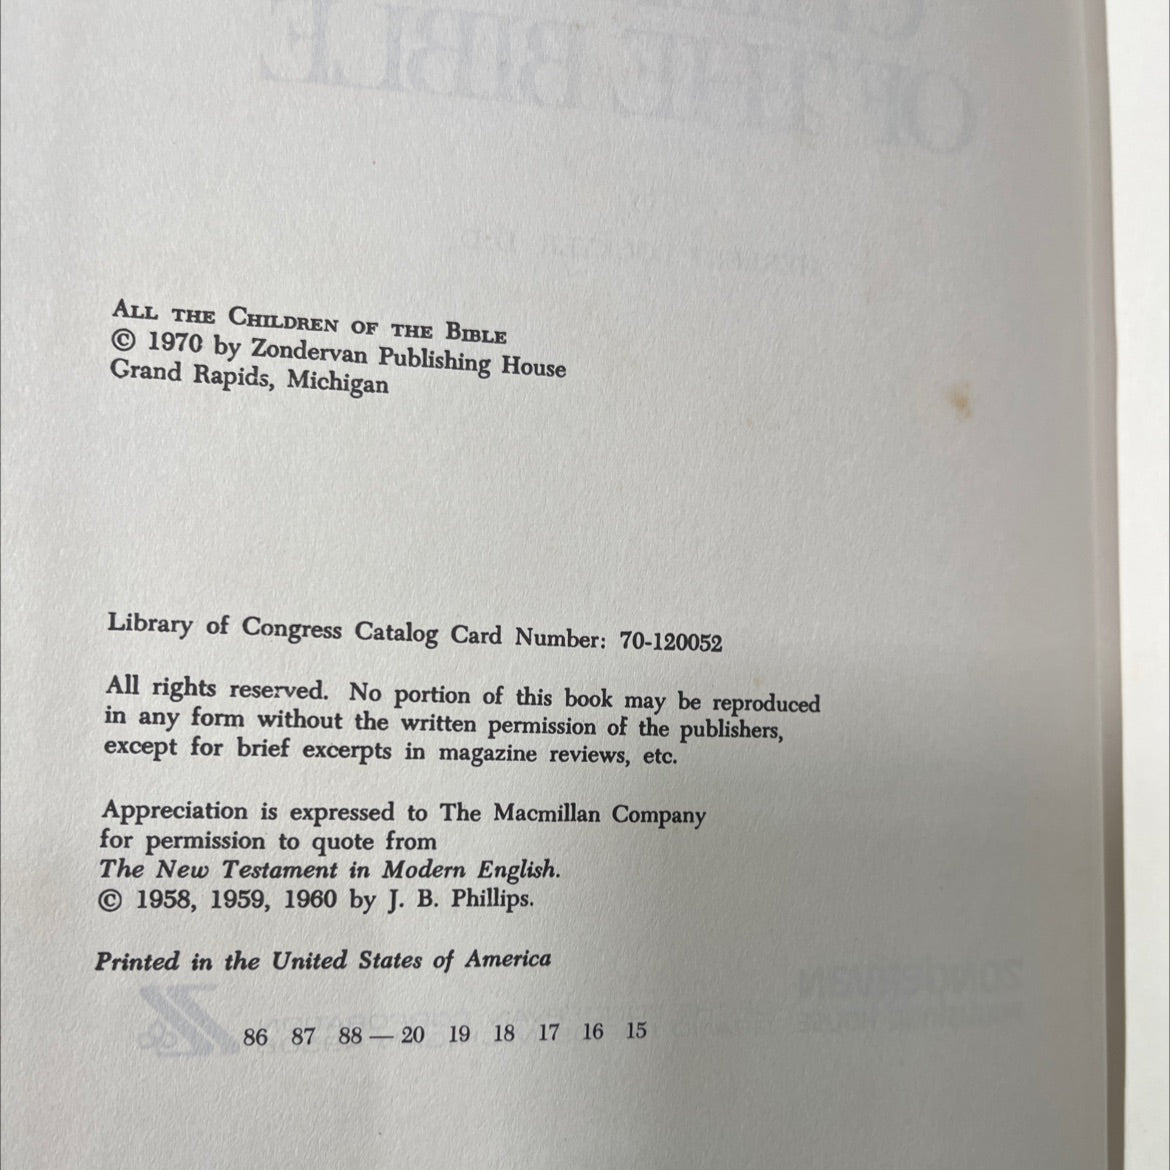 ALL THE CHILDREN OF THE BIBLE
© 1970 by Zondervan Publishing House
Grand Rapids, Michigan
Library of Congress Catalog Card Number: 70-120052
All rights reserved. No portion of this book may be reproduced
in any form without the written permission of the publishers,
except for brief excerpts in magazine reviews, etc.
Appreciation is expressed to The Macmillan Company
for permission to quote from
The New Testament in Modern English.
© 1958, 1959, 1960 by J. B. Phillips.
Printed in the United States of America
86 87 88 — 20 19 18 17 16 15